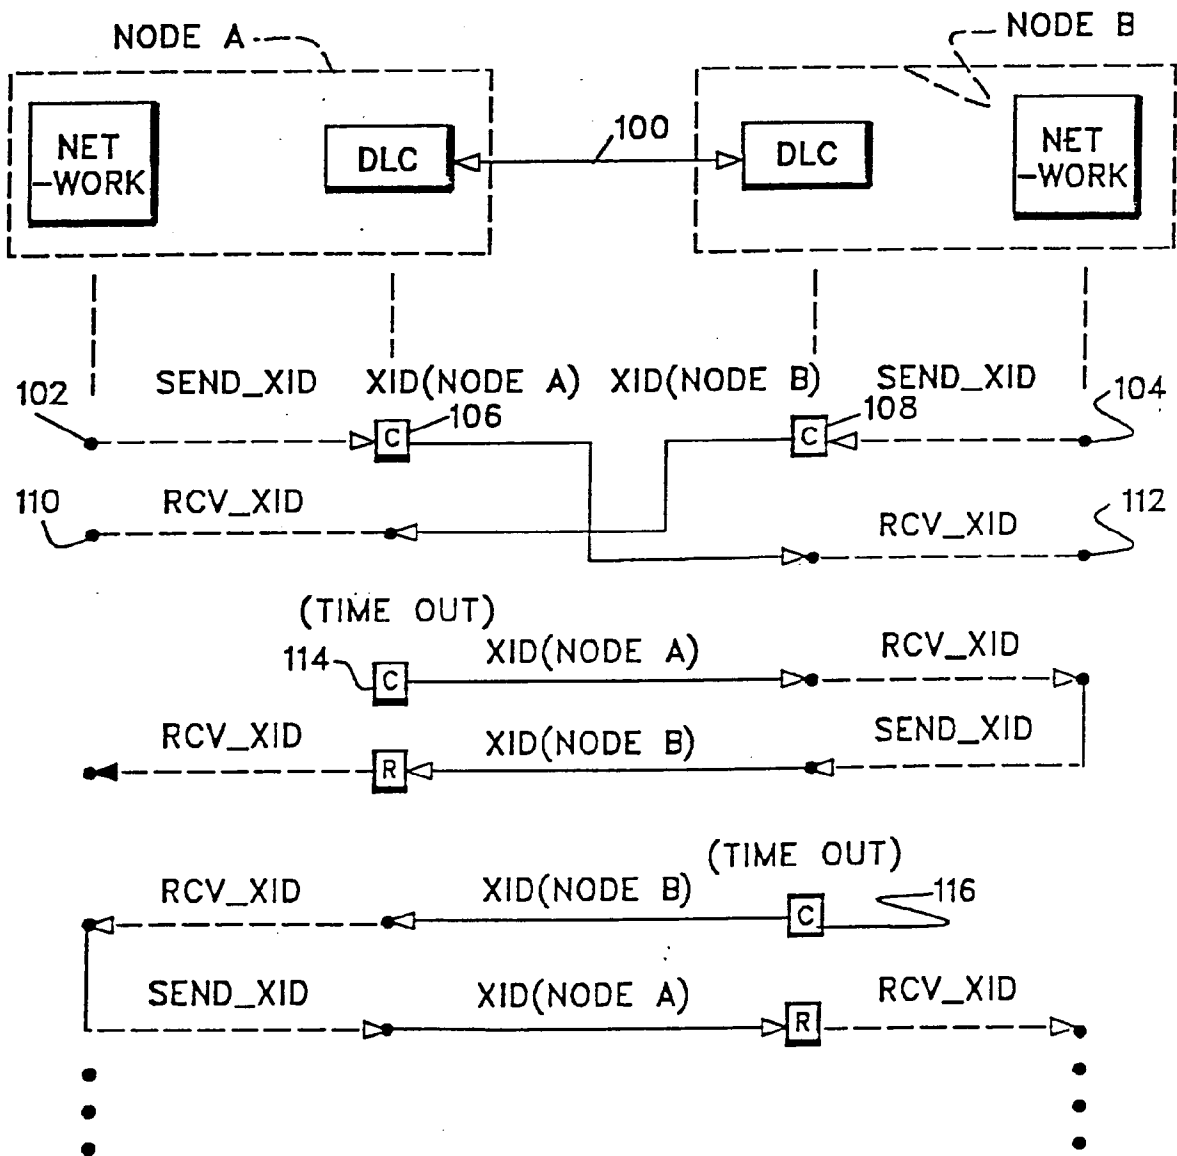 NODE A
NODE B
NET
-WORK
DLC
100
DLC
NET
-WORK
102
SEND_XID
XID(NODE A)
XID(NODE B)
SEND_XID
104
C
106
C
108
110
RCV_XID
RCV_XID
112
(TIME OUT)
114
C
XID(NODE A)
RCV_XID
RCV_XID
R
XID(NODE B)
SEND_XID
(TIME OUT)
RCV_XID
XID(NODE B)
C
116
SEND_XID
XID(NODE A)
R
RCV_XID